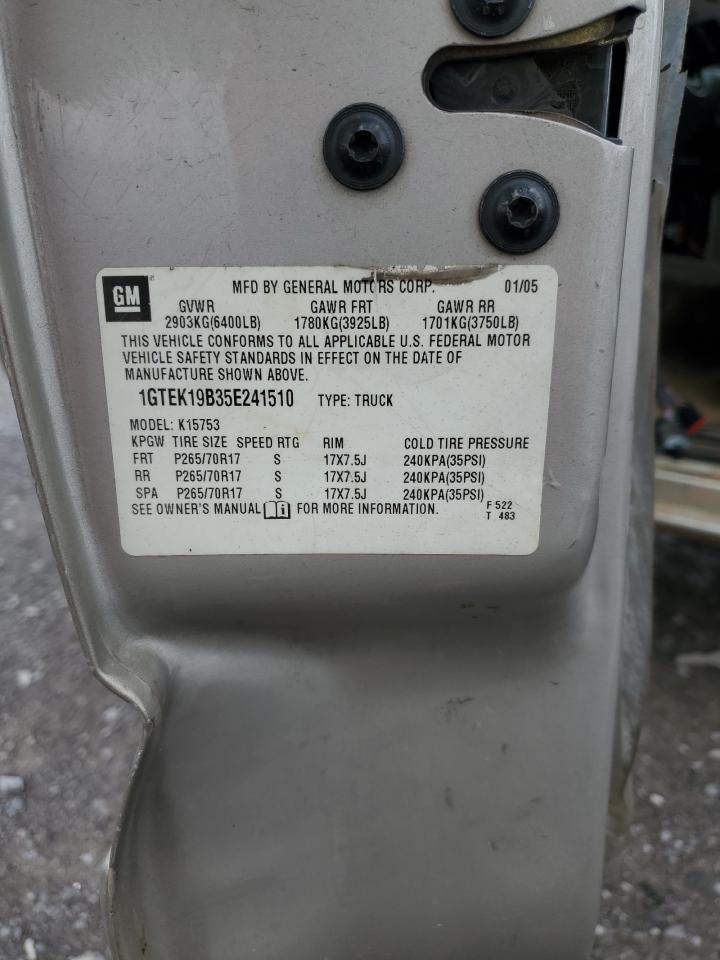 GM
MFD BY GENERAL MOTORS CORP. 01/05
GVWR GAWR FRT GAWR RR
2903KG(6400LB) 1780KG(3925LB) 1701KG(3750LB)
THIS VEHICLE CONFORMS TO ALL APPLICABLE U.S. FEDERAL MOTOR
VEHICLE SAFETY STANDARDS IN EFFECT ON THE DATE OF
MANUFACTURE SHOWN ABOVE.
1GTEK19B35E241510 TYPE: TRUCK
MODEL: K15753
KPGW TIRE SIZE SPEED RTG RIM COLD TIRE PRESSURE
FRT P265/70R17 S 17X7.5J 240KPA(35PSI)
RR P265/70R17 S 17X7.5J 240KPA(35PSI)
SPA P265/70R17 S 17X7.5J 240KPA(35PSI)
SEE OWNER'S MANUAL i FOR MORE INFORMATION. F 522
T 483